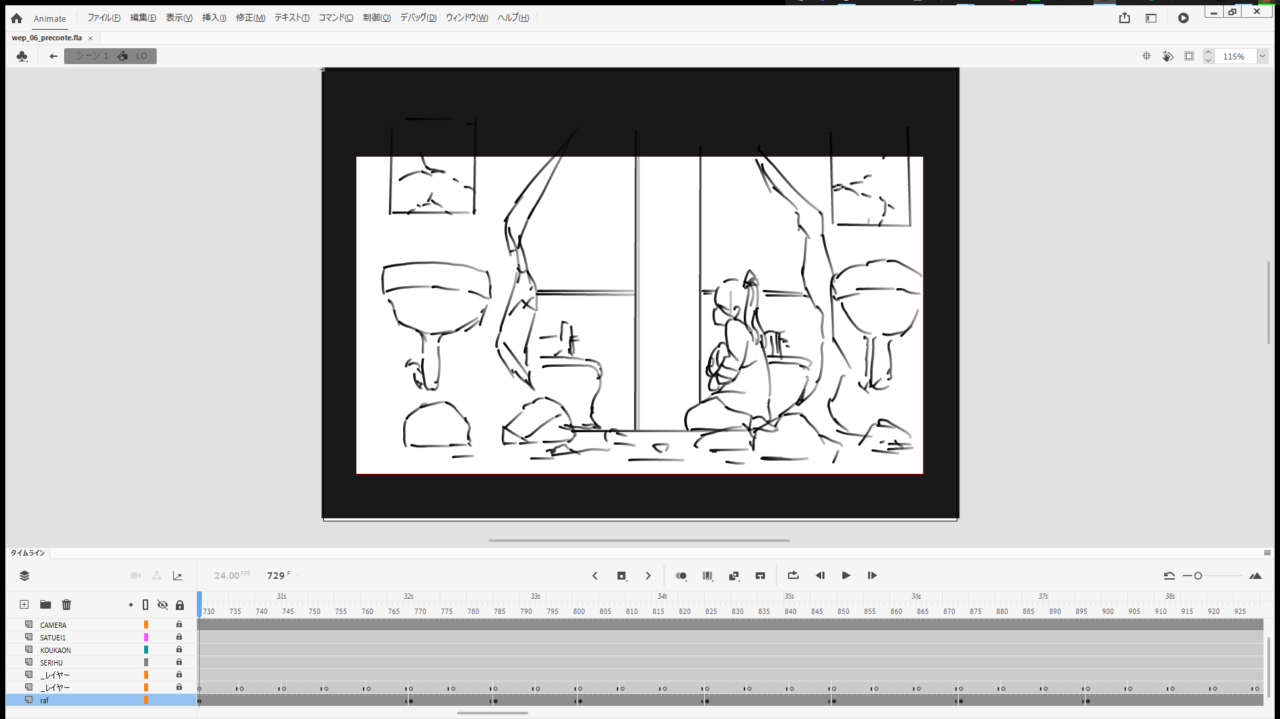 Animate
ファイル(F)
編集(E)
表示(V)
挿入(I)
修正(M)
テキスト(T)
コマンド(C)
制御(O)
デバッグ(D)
ウィンドウ(W)
ヘルプ(H)
wep_06_preconte.fla ×
シーン 1
LO
115%
タイムライン
24.00 FPS
729 F
31s 32s 33s 34s 35s 36s 37s 38s
730 735 740 745 750 755 760 765 770 775 780 785 790 795 800 805 810 815 820 825 830 835 840 845 850 855 860 865 870 875 880 885 890 895 900 905 910 915 920 925
CAMERA
SATUEI1
KOUKAON
SERIHU
_レイヤー
_レイヤー
raf